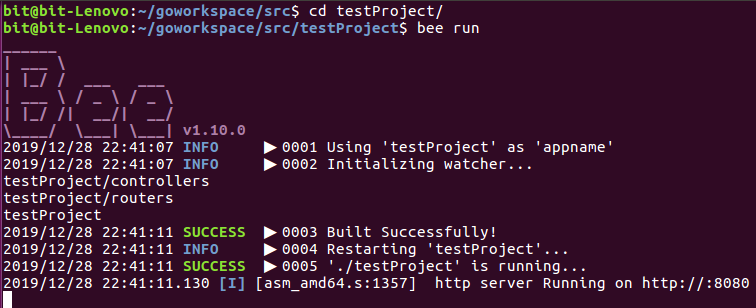 bit@bit-Lenovo:~/goworkspace/src$ cd testProject/
bit@bit-Lenovo:~/goworkspace/src/testProject$ bee run
______
| ___ \
| |_/ /  ___   ___
| ___ \ / _ \ / _ \
| |_/ /|  __/|  __/
\____/  \___| \___| v1.10.0
2019/12/28 22:41:07 INFO     ▶ 0001 Using 'testProject' as 'appname'
2019/12/28 22:41:07 INFO     ▶ 0002 Initializing watcher...
testProject/controllers
testProject/routers
testProject
2019/12/28 22:41:11 SUCCESS  ▶ 0003 Built Successfully!
2019/12/28 22:41:11 INFO     ▶ 0004 Restarting 'testProject'...
2019/12/28 22:41:11 SUCCESS  ▶ 0005 './testProject' is running...
2019/12/28 22:41:11.130 [I] [asm_amd64.s:1357]  http server Running on http://:8080